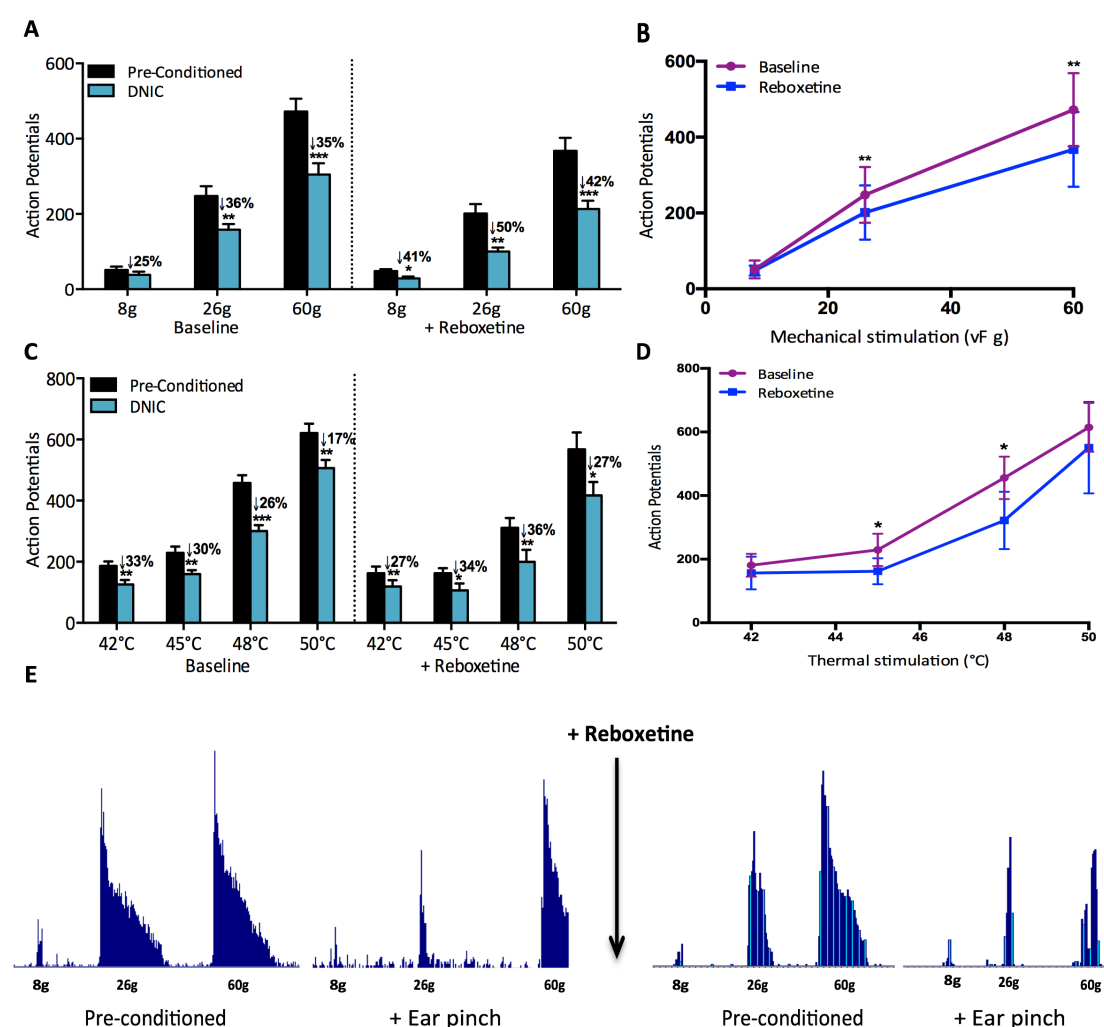 A
600
400
200
0
Action Potentials
Pre-Conditioned
DNIC
↓25%
↓36%
**
↓35%
***
↓41%
*
↓50%
**
↓42%
***
8g 26g 60g 8g 26g 60g
Baseline + Reboxetine
B
600
400
200
0
Action Potentials
Baseline
Reboxetine
**
**
0 20 40 60
Mechanical stimulation (vF g)
C
800
600
400
200
0
Action Potentials
Pre-Conditioned
DNIC
↓33%
**
↓30%
**
↓26%
***
↓17%
**
↓27%
**
↓34%
*
↓36%
**
↓27%
*
42°C 45°C 48°C 50°C 42°C 45°C 48°C 50°C
Baseline + Reboxetine
D
800
600
400
200
0
Action Potentials
Baseline
Reboxetine
*
*
42 44 46 48 50
Thermal stimulation (°C)
E
+ Reboxetine
8g 26g 60g 8g 26g 60g 8g 26g 60g 8g 26g 60g
Pre-conditioned + Ear pinch Pre-conditioned + Ear pinch